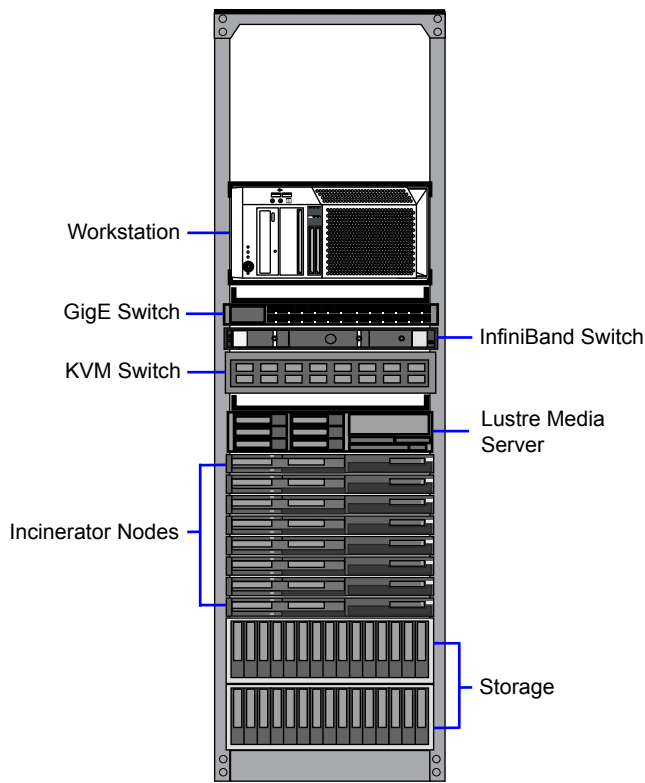 Workstation
GigE Switch
InfiniBand Switch
KVM Switch
Lustre Media
Server
Incinerator Nodes
Storage